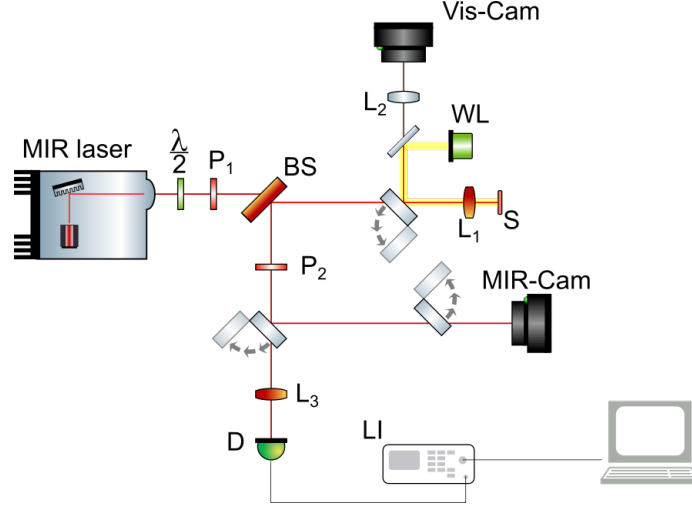 Vis-Cam
L2
WL
MIR laser
λ
2
P1
BS
L1
S
P2
MIR-Cam
L3
D
LI